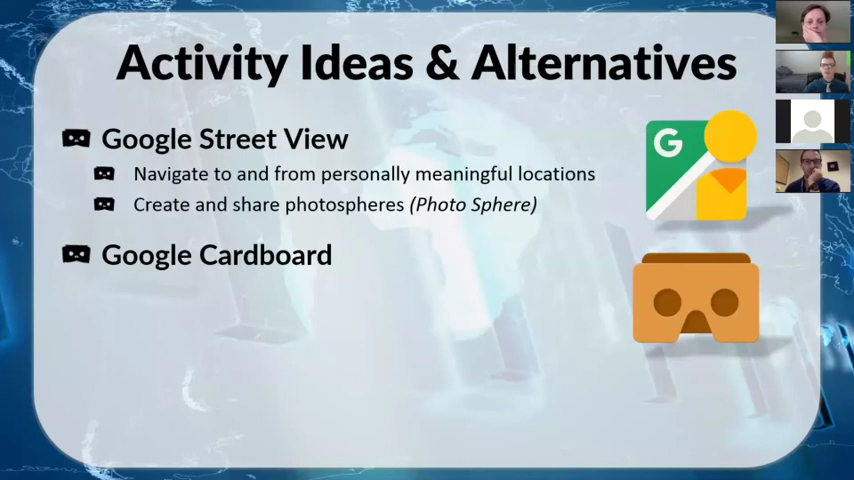 Activity Ideas & Alternatives
Google Street View
Navigate to and from personally meaningful locations
Create and share photospheres (Photo Sphere)
G
Google Cardboard